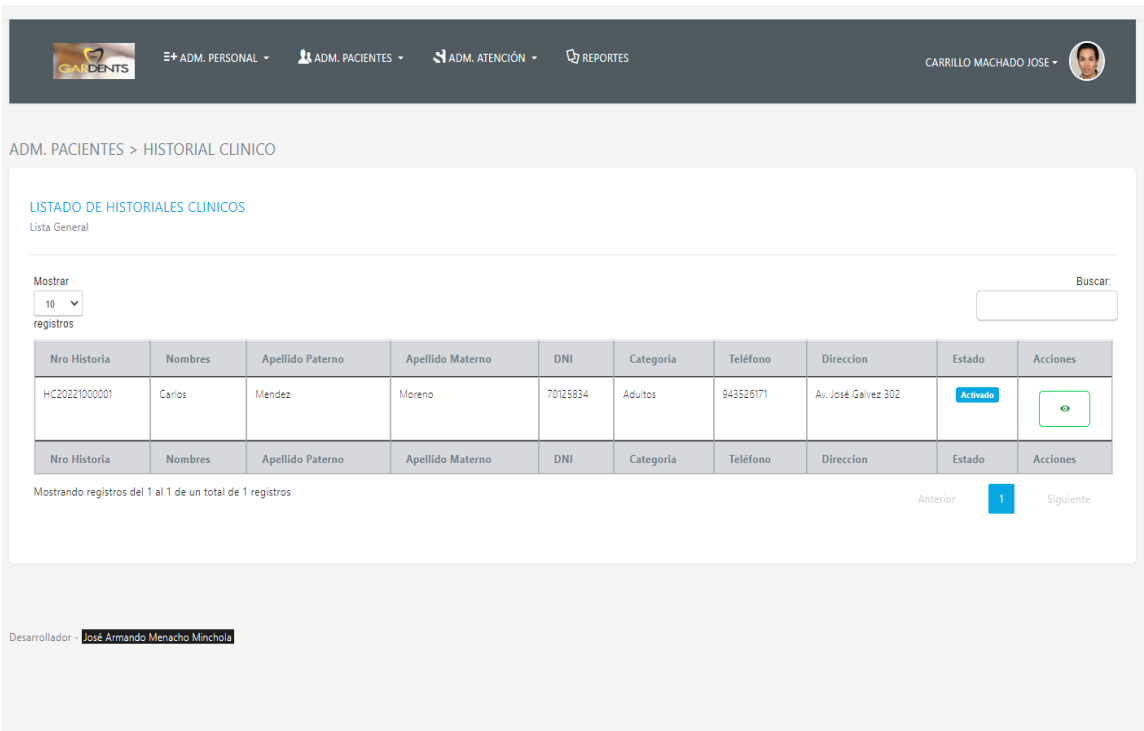 GARDENTS
ADM. PERSONAL
ADM. PACIENTES
ADM. ATENCIÓN
REPORTES
CARRILLO MACHADO JOSE
ADM. PACIENTES > HISTORIAL CLINICO
LISTADO DE HISTORIALES CLINICOS
Lista General
Mostrar
10
registros
Buscar:
Nro Historia Nombres Apellido Paterno Apellido Materno DNI Categoria Teléfono Direccion Estado Acciones
HC20221000001 Carlos Mendez Moreno 70125834 Adultos 943526171 Av. José Galvez 302 Activado
Nro Historia Nombres Apellido Paterno Apellido Materno DNI Categoria Teléfono Direccion Estado Acciones
Mostrando registros del 1 al 1 de un total de 1 registros
Anterior 1 Siguiente
Desarrollador - José Armando Menacho Minchola